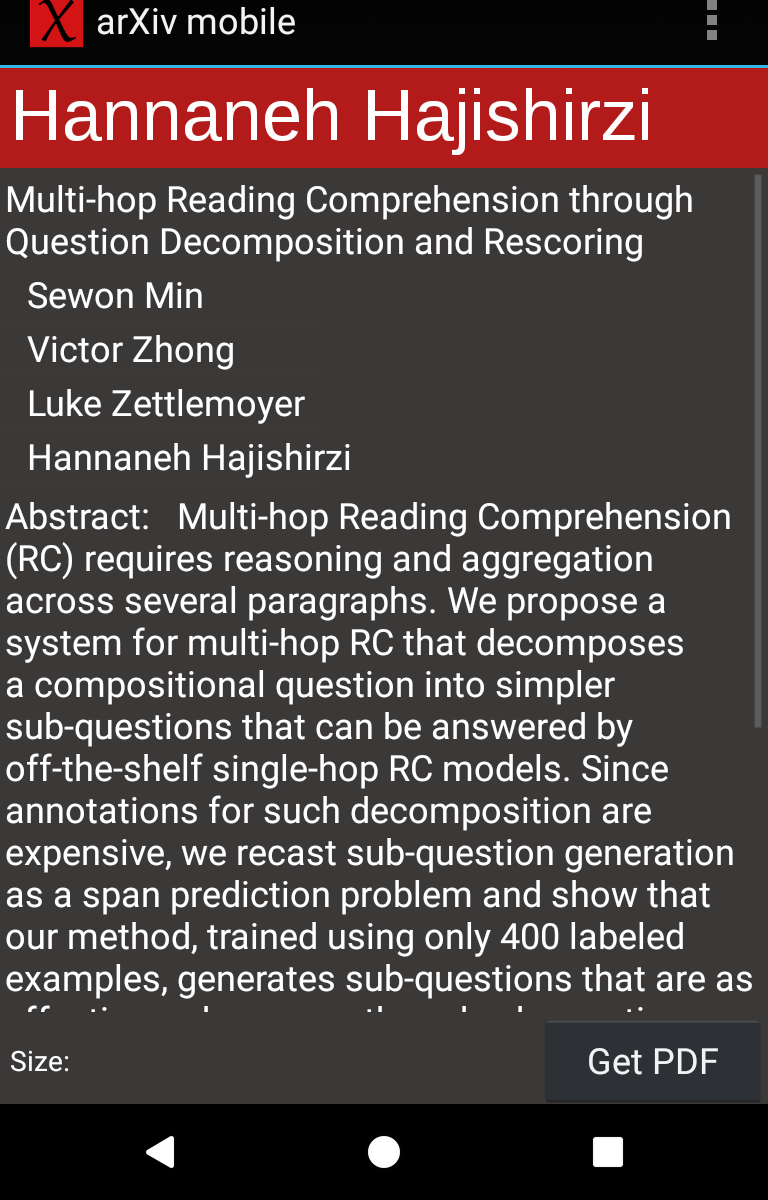 arXiv mobile
Hannaneh Hajishirzi
Multi-hop Reading Comprehension through
Question Decomposition and Rescoring
Sewon Min
Victor Zhong
Luke Zettlemoyer
Hannaneh Hajishirzi
Abstract: Multi-hop Reading Comprehension
(RC) requires reasoning and aggregation
across several paragraphs. We propose a
system for multi-hop RC that decomposes
a compositional question into simpler
sub-questions that can be answered by
off-the-shelf single-hop RC models. Since
annotations for such decomposition are
expensive, we recast sub-question generation
as a span prediction problem and show that
our method, trained using only 400 labeled
examples, generates sub-questions that are as
Size:
Get PDF